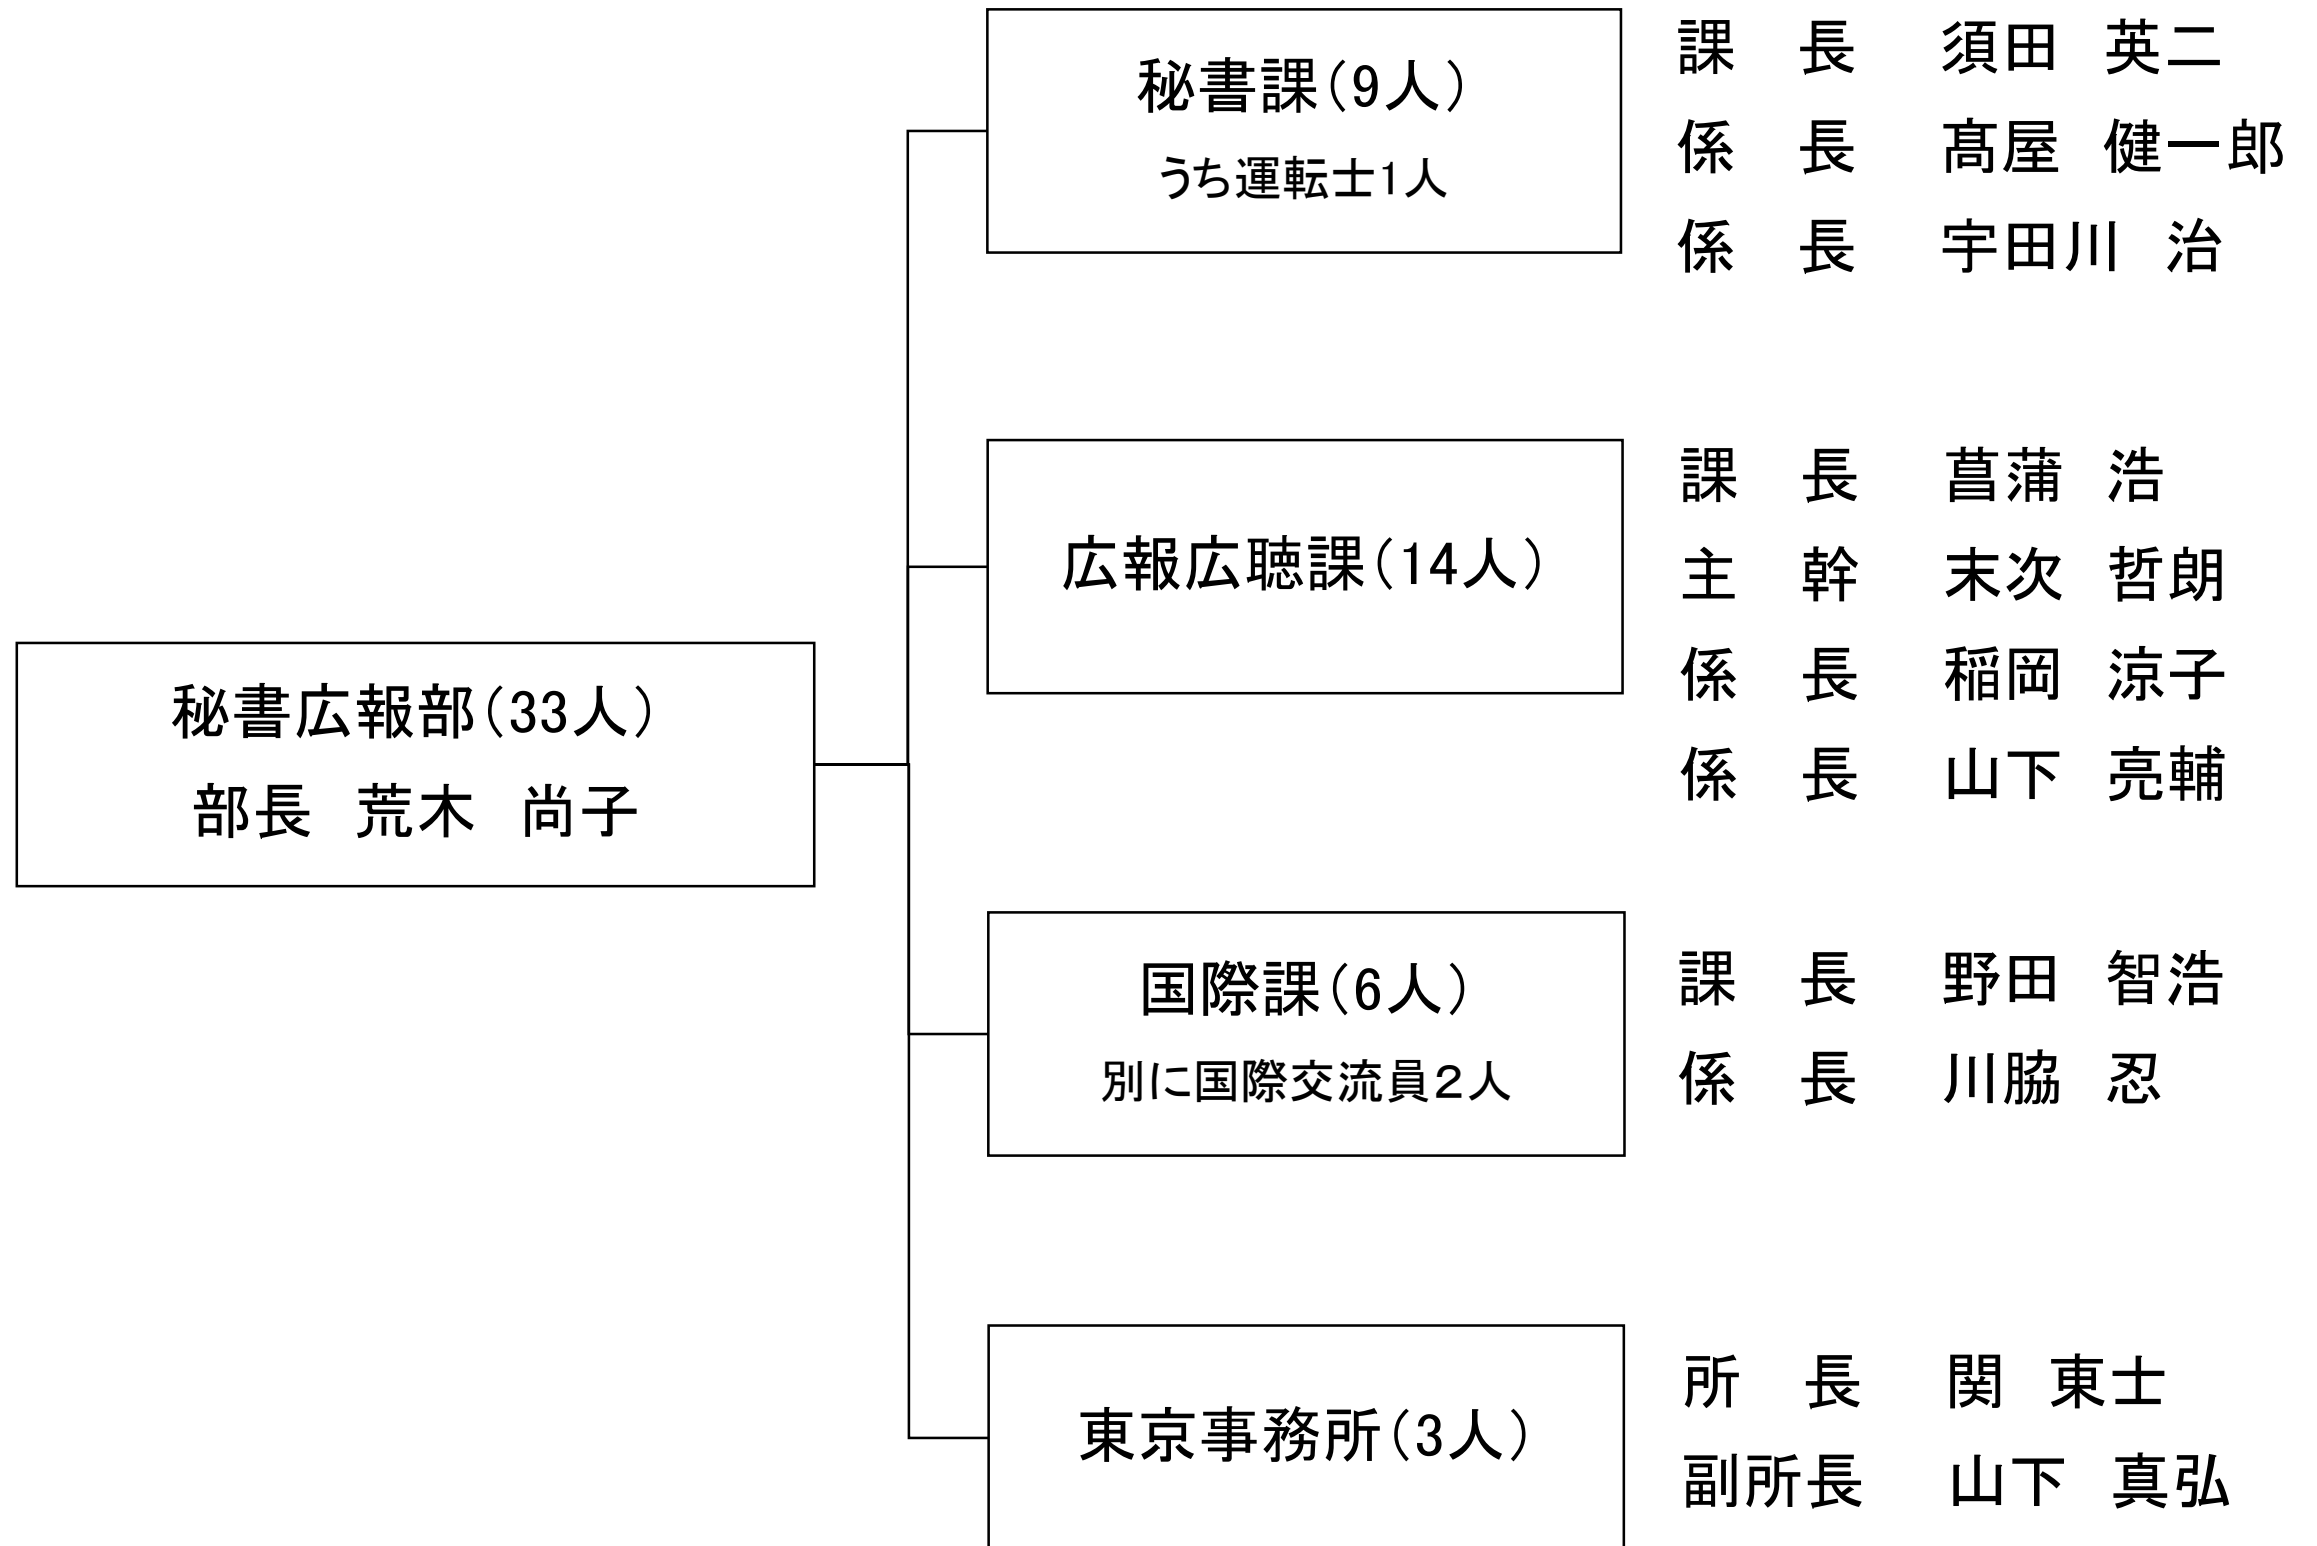 秘書広報部(33人)
部長　荒木　尚子
秘書課(9人)
うち運転士1人
課　長　須田　英二
係　長　髙屋　健一郎
係　長　宇田川　治
広報広聴課(14人)
課　長　菖蒲　浩
主　幹　末次　哲朗
係　長　稲岡　涼子
係　長　山下　亮輔
国際課(6人)
別に国際交流員２人
課　長　野田　智浩
係　長　川脇　忍
東京事務所(3人)
所　長　関　東士
副所長　山下　真弘